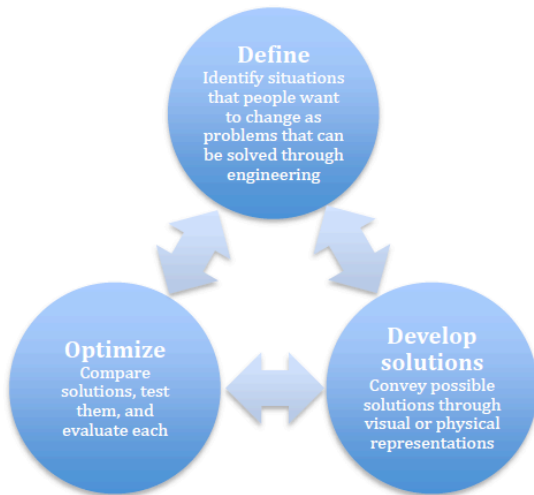 Define
Identify situations
that people want
to change as
problems that can
be solved through
engineering
Optimize
Compare
solutions, test
them, and
evaluate each
Develop
solutions
Convey possible
solutions through
visual or physical
representations